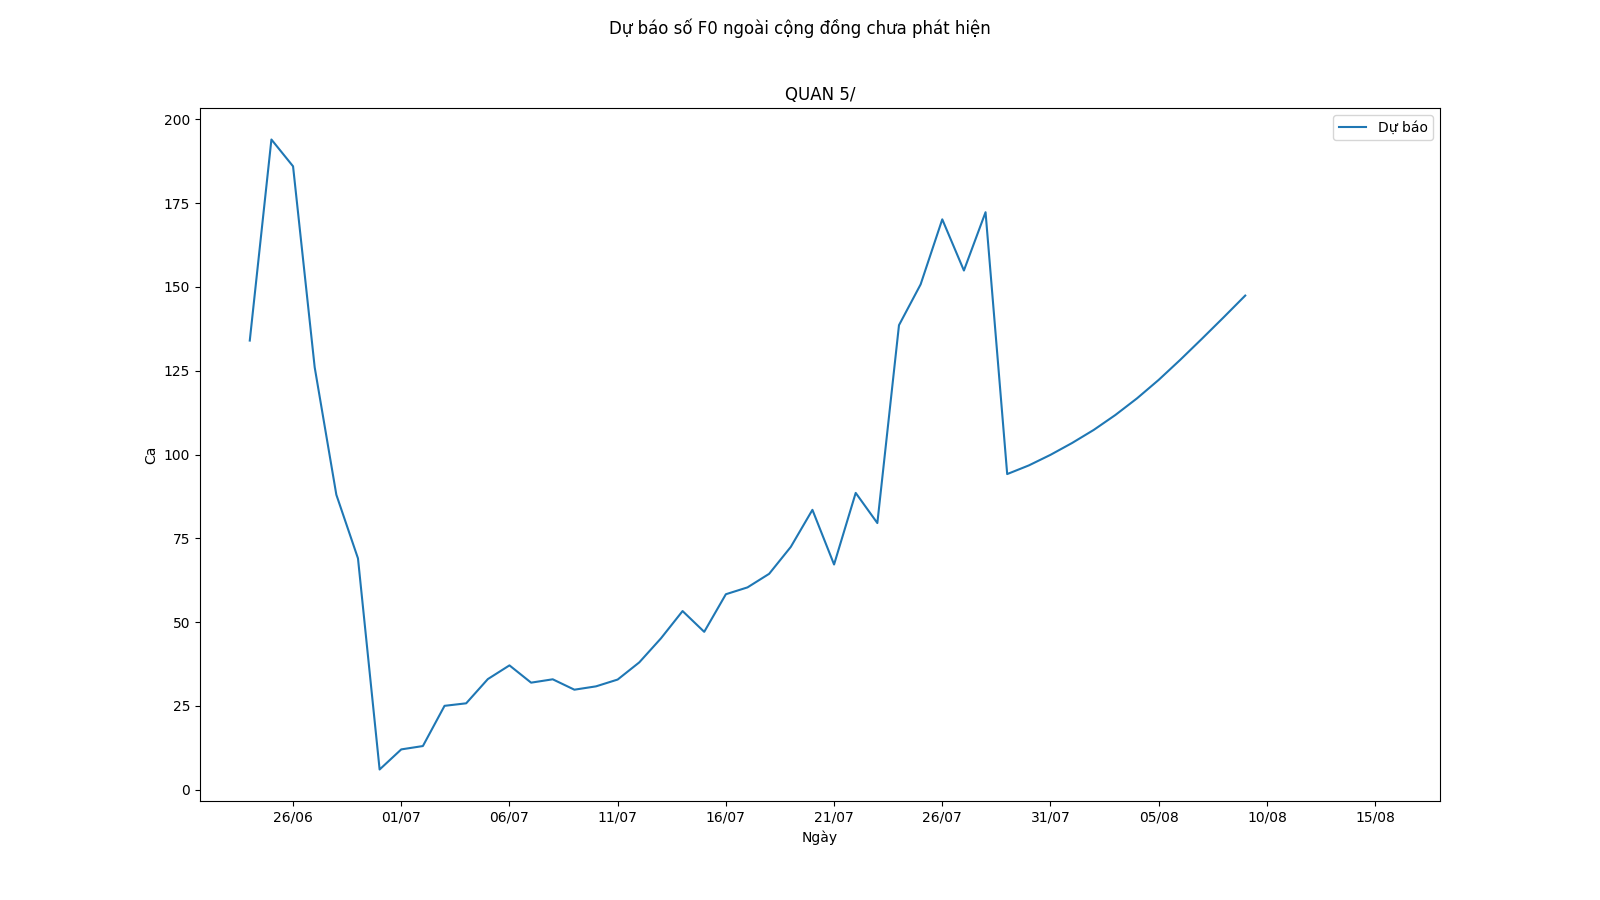 Dự báo số F0 ngoài cộng đồng chưa phát hiện
QUAN 5/
Dự báo
200
175
150
125
100
75
50
25
0
Ca
26/06 01/07 06/07 11/07 16/07 21/07 26/07 31/07 05/08 10/08 15/08
Ngày